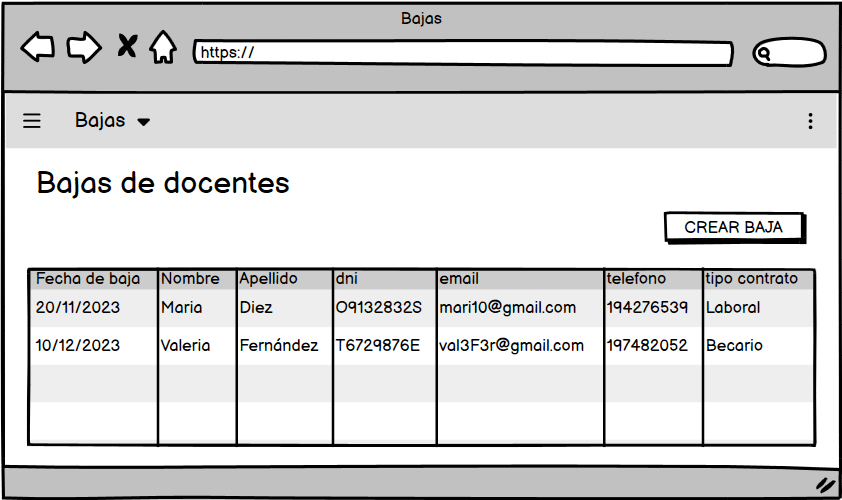 Bajas
https://
Bajas
Bajas de docentes
CREAR BAJA
Fecha de baja Nombre Apellido dni email telefono tipo contrato
20/11/2023 Maria Diez O9132832S mari10@gmail.com 194276539 Laboral
10/12/2023 Valeria Fernández T6729876E val3F3r@gmail.com 197482052 Becario